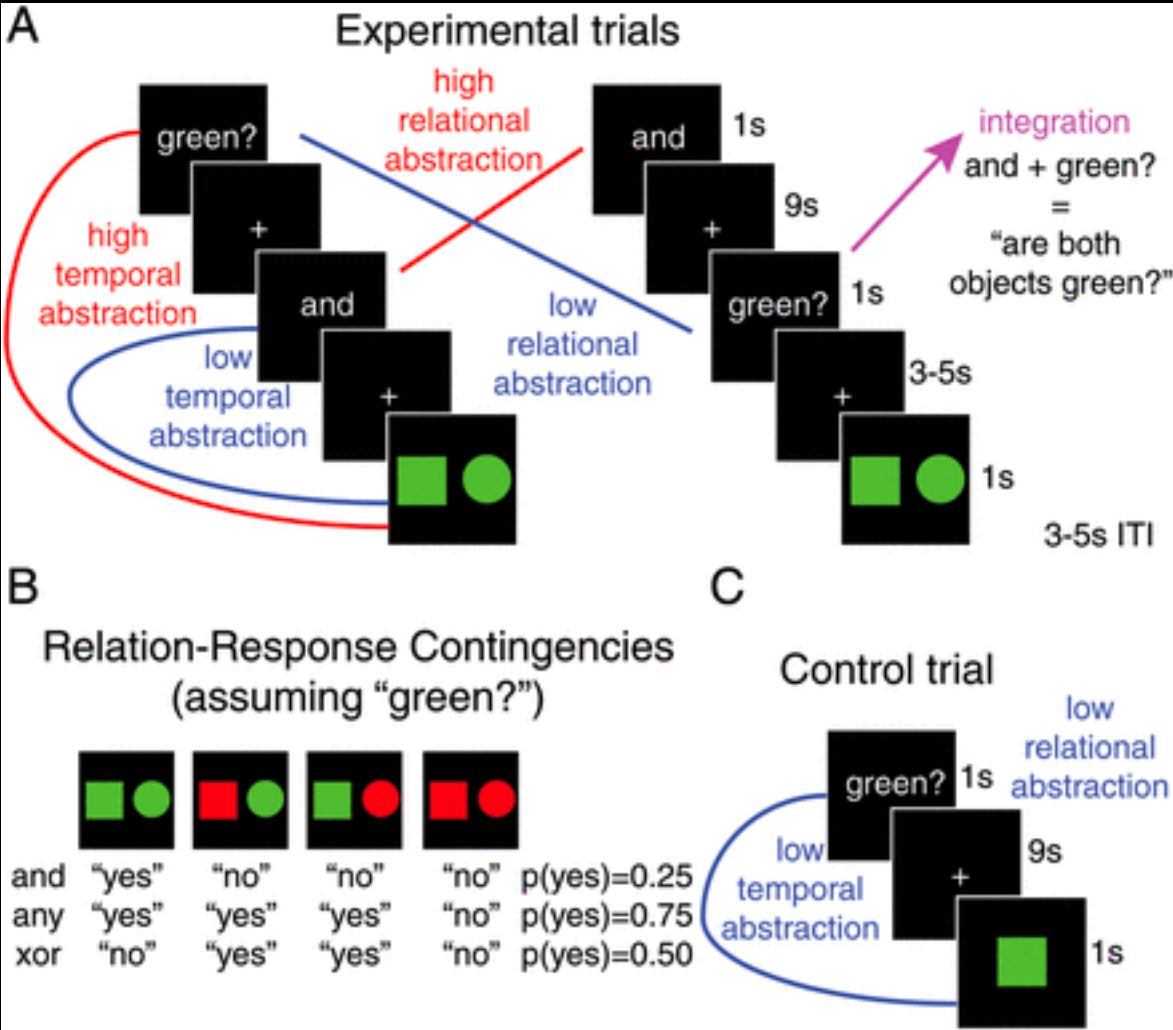 A
Experimental trials
green?
+
and
+
high
relational
abstraction
high
temporal
abstraction
low
temporal
abstraction
low
relational
abstraction
and
1s
+
9s
green?
1s
+
3-5s
1s
3-5s ITI
integration
and + green?
=
“are both
objects green?”
B
Relation-Response Contingencies
(assuming “green?”)
and “yes” “no” “no” “no” p(yes)=0.25
any “yes” “yes” “yes” “no” p(yes)=0.75
xor “no” “yes” “yes” “no” p(yes)=0.50
C
Control trial
low
relational
abstraction
green?
1s
+
9s
low
temporal
abstraction
1s